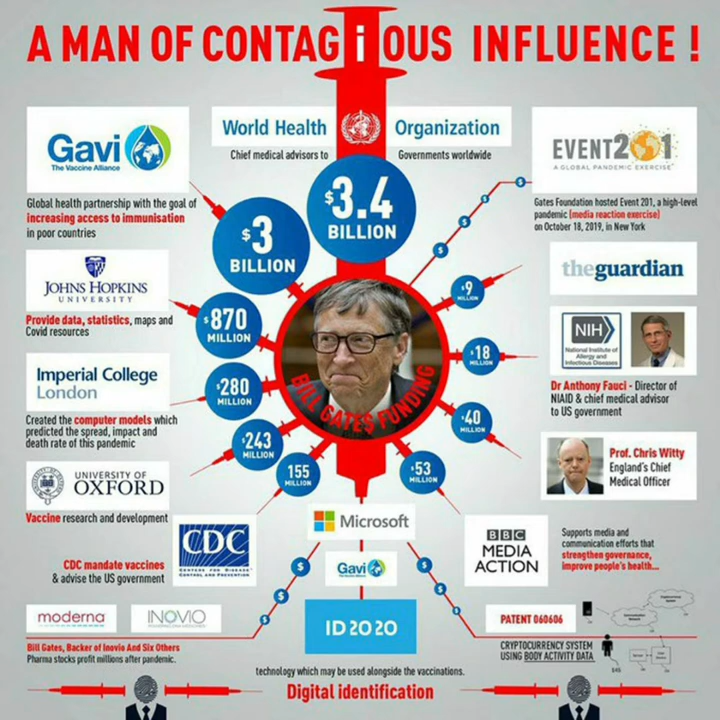 A MAN OF CONTAGiOUS INFLUENCE !
Gavi
The Vaccine Alliance
Global health partnership with the goal of
increasing access to immunisation
in poor countries
World Health Organization
Chief medical advisors to Governments worldwide
EVENT201
A GLOBAL PANDEMIC EXERCISE
Gates Foundation hosted Event 201, a high-level
pandemic (media reaction exercise)
on October 18, 2019, in New York
$3.4
BILLION
$3
BILLION
$870
MILLION
$280
MILLION
$243
MILLION
155
MILLION
$53
MILLION
$40
MILLION
$18
MILLION
$9
MILLION
BILL GATE$ FUNDING
JOHNS HOPKINS
UNIVERSITY
Provide data, statistics, maps and
Covid resources
Imperial College
London
Created the computer models which
predicted the spread, impact and
death rate of this pandemic
UNIVERSITY OF
OXFORD
Vaccine research and development
CDC
CENTERS FOR DISEASE
CONTROL AND PREVENTION
CDC mandate vaccines
& advise the US government
theguardian
NIH
National Institute of
Allergy and
Infectious Diseases
Dr Anthony Fauci - Director of
NIAID & chief medical advisor
to US government
Prof. Chris Witty
England's Chief
Medical Officer
BBC
MEDIA
ACTION
Supports media and
communication efforts that
strengthen governance,
improve people's health...
Microsoft
Gavi
ID2020
$
$
$
$
$
$
$
$
$
$
$
$
moderna
INOVIO
Bill Gates, Backer of Inovio And Six Others
Pharma stocks profit millions after pandemic.
PATENT 060606
CRYPTOCURRENCY SYSTEM
USING BODY ACTIVITY DATA
technology which may be used alongside the vaccinations.
Digital identification